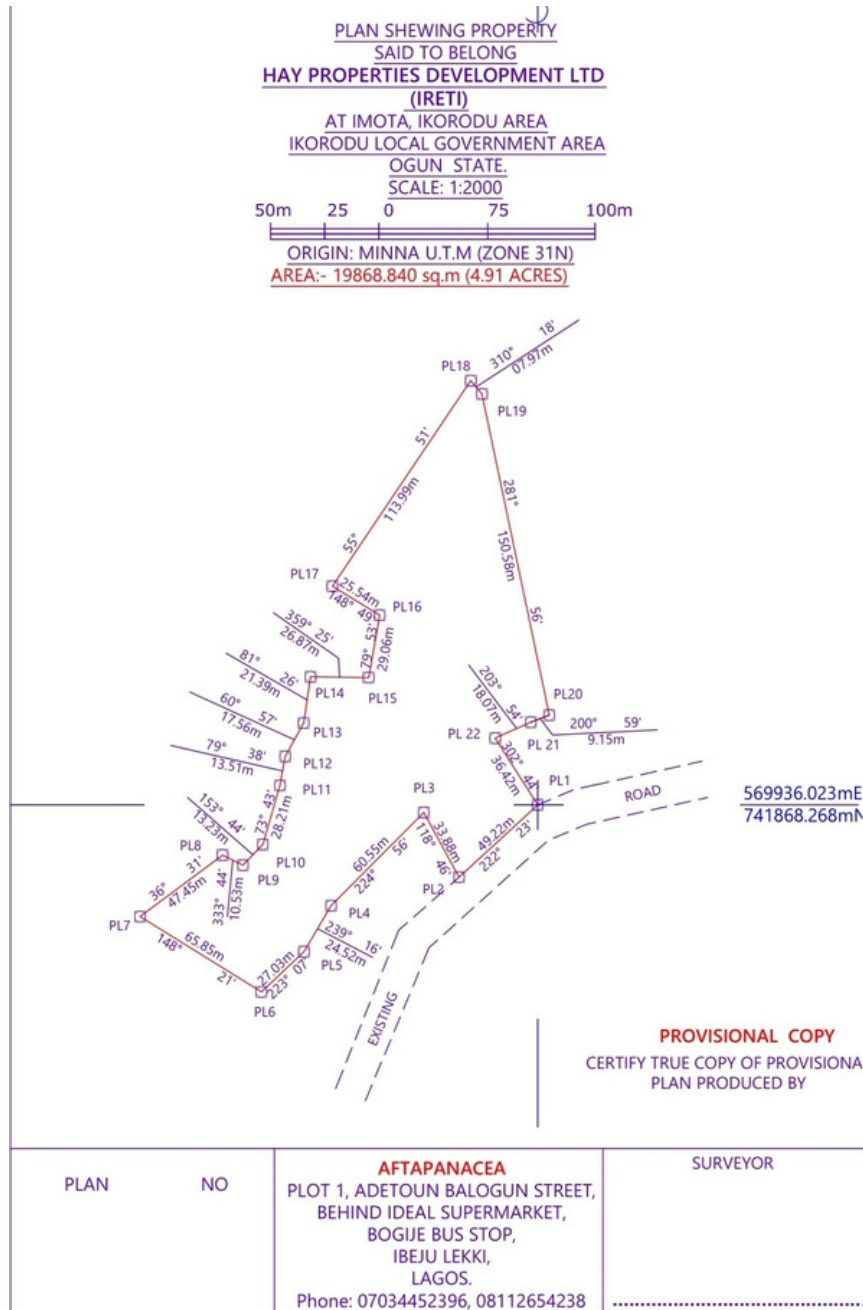 PLAN SHEWING PROPERTY
SAID TO BELONG
HAY PROPERTIES DEVELOPMENT LTD
(IRETI)
AT IMOTA, IKORODU AREA
IKORODU LOCAL GOVERNMENT AREA
OGUN STATE.
SCALE: 1:2000
50m 25 0 75 100m
ORIGIN: MINNA U.T.M (ZONE 31N)
AREA:- 19868.840 sq.m (4.91 ACRES)
PL18
310° 18'
07.97m
PL19
55° 51'
113.99m
281° 56'
150.58m
PL17
25.54m
148° 49'
PL16
79° 53'
29.06m
359° 25'
26.87m
81° 26'
21.39m
PL14
PL15
60° 57'
17.56m
PL13
79° 38'
13.51m
PL12
PL11
203° 54'
18.07m
PL20
PL 21
200° 59'
9.15m
PL 22
302° 44'
36.42m
PL1
ROAD
569936.023mE
741868.268mN
153° 44'
13.23m
73° 43'
28.21m
PL3
33.88m
118° 46'
49.22m
222° 23'
PL2
PL8
PL10
PL9
36° 31'
47.45m
333° 44'
10.53m
60.55m
224° 56'
PL4
PL7
65.85m
148° 21'
239° 16'
24.52m
PL5
27.03m
223° 07'
PL6
EXISTING
PROVISIONAL COPY
CERTIFY TRUE COPY OF PROVISIONA
PLAN PRODUCED BY
PLAN NO
AFTAPANACEA
PLOT 1, ADETOUN BALOGUN STREET,
BEHIND IDEAL SUPERMARKET,
BOGIJE BUS STOP,
IBEJU LEKKI,
LAGOS.
Phone: 07034452396, 08112654238
SURVEYOR